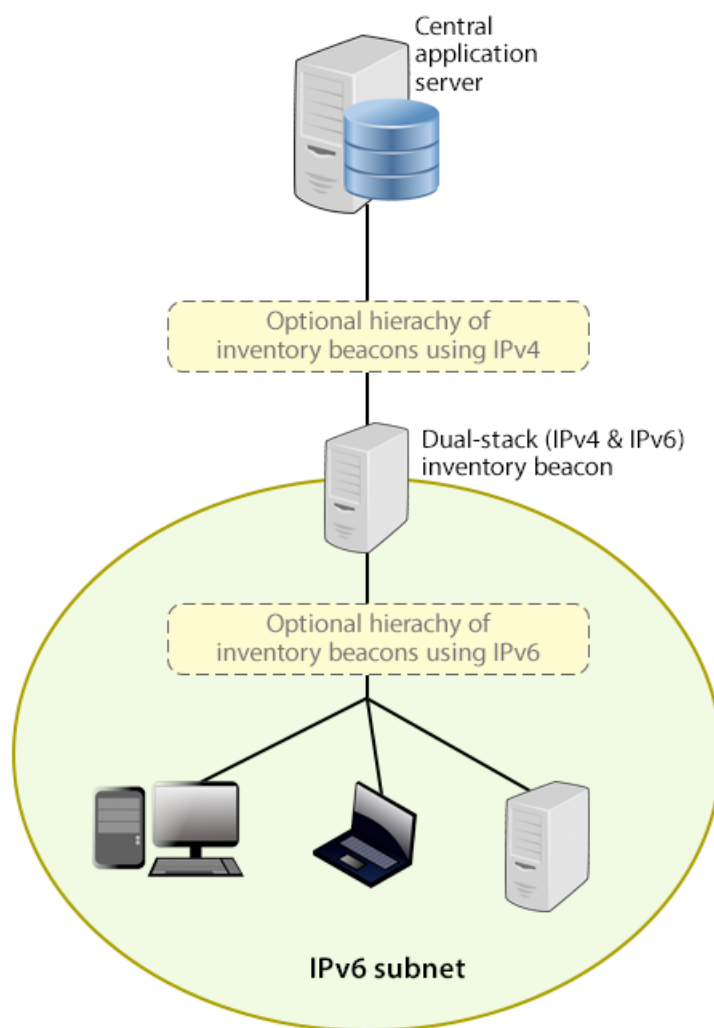 Central
application
server
Optional hierachy of
inventory beacons using IPv4
Dual-stack (IPv4 & IPv6)
inventory beacon
Optional hierachy of
inventory beacons using IPv6
IPv6 subnet